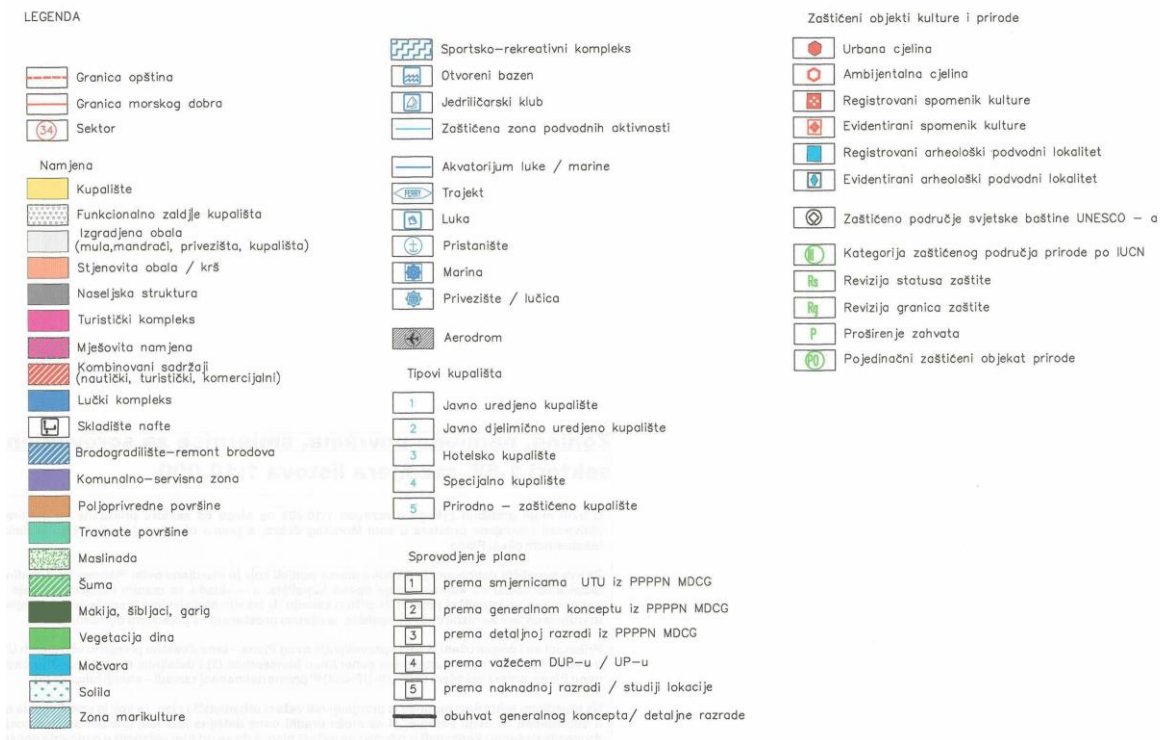 LEGENDA
Granica opština
Granica morskog dobra
34 Sektor
Namjena
Kupalište
Funkcionalno zaldjle kupališta
Izgradjena obala
(mula,mandraći, privezišta, kupališta)
Stjenovita obala / krš
Naseljska struktura
Turistički kompleks
Mješovita namjena
Kombinovani sadržaji
(nautički, turistički, komercijalni)
Lučki kompleks
Skladište nafte
Brodogradilište-remont brodova
Komunalno-servisna zona
Poljoprivredne površine
Travnate površine
Maslinada
Šuma
Makija, šibljaci, garig
Vegetacija dina
Močvara
Solila
Zona marikulture
Sportsko-rekreativni kompleks
Otvoreni bazen
Jedriličarski klub
Zaštićena zona podvodnih aktivnosti
Akvatorijum luke / marine
FERRY Trajekt
Luka
Pristanište
Marina
Privezište / lučica
Aerodrom
Tipovi kupališta
1 Javno uredjeno kupalište
2 Javno djelimično uredjeno kupalište
3 Hotelsko kupalište
4 Specijalno kupalište
5 Prirodno - zaštićeno kupalište
Sprovodjenje plana
1 prema smjernicama UTU iz PPPPN MDCG
2 prema generalnom konceptu iz PPPPN MDCG
3 prema detaljnoj razradi iz PPPPN MDCG
4 prema važećem DUP-u / UP-u
5 prema naknadnoj razradi / studiji lokacije
obuhvat generalnog koncepta/ detaljne razrade
Zaštićeni objekti kulture i prirode
Urbana cjelina
Ambijentalna cjelina
Registrovani spomenik kulture
Evidentirani spomenik kulture
Registrovani arheološki podvodni lokalitet
Evidentirani arheološki podvodni lokalitet
Zaštićeno područje svjetske baštine UNESCO - a
Kategorija zaštićenog područja prirode po IUCN
Rs Revizija statusa zaštite
Rg Revizija granica zaštite
P Proširenje zahvata
PO Pojedinačni zaštićeni objekat prirode